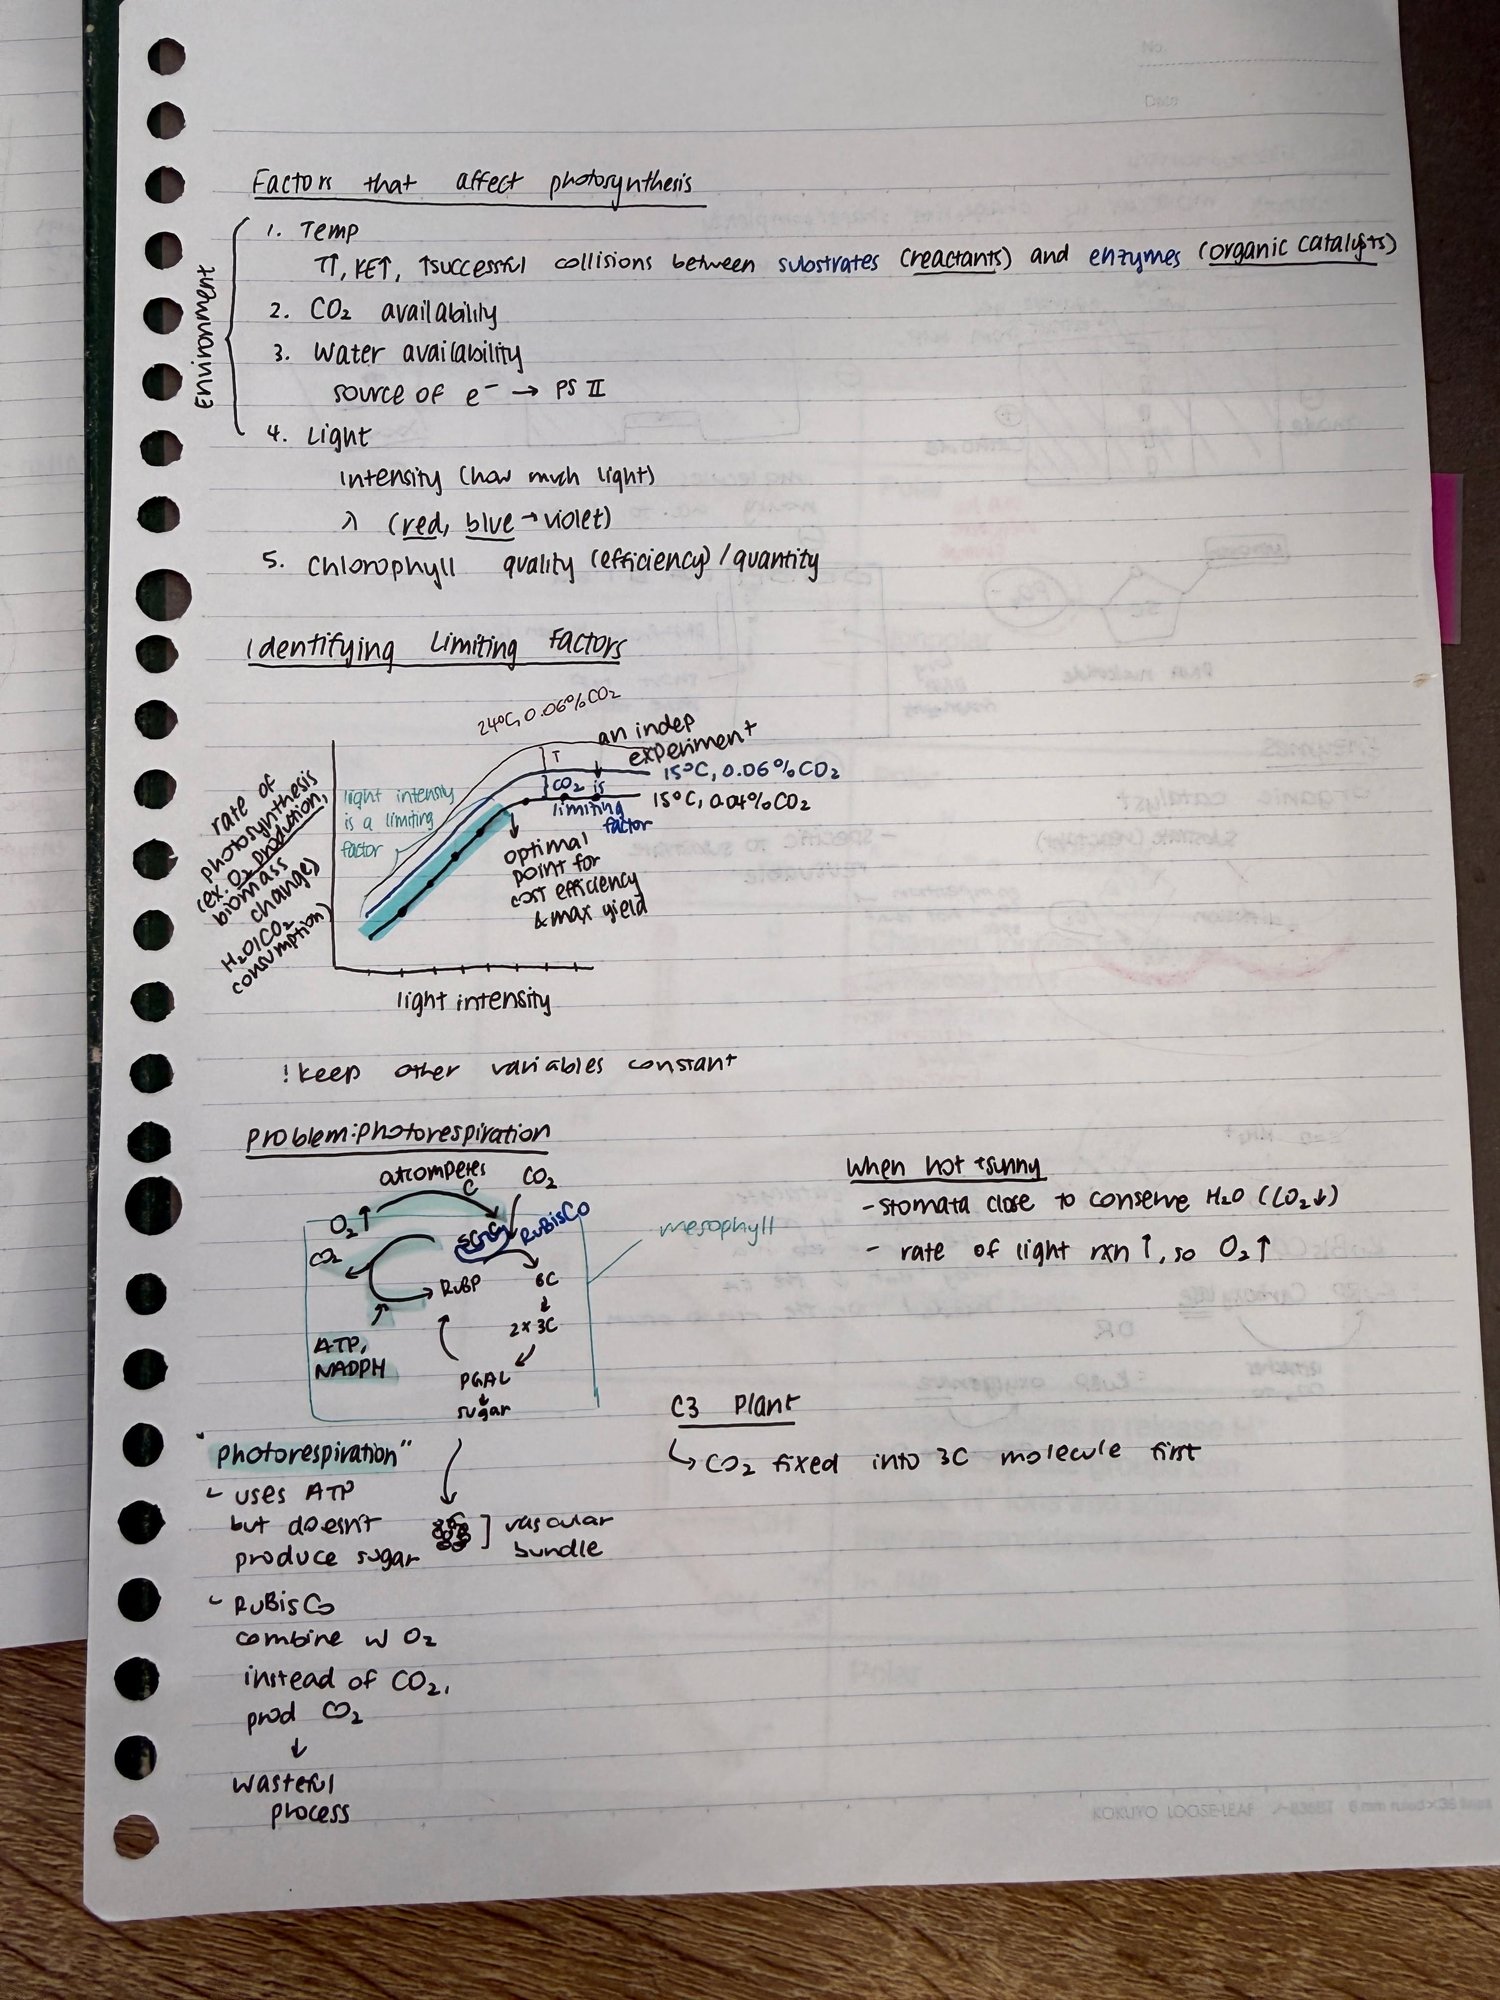 No.
Date
Factors that affect photosynthesis
Environment
1. Temp
T↑, KE↑, ↑successful collisions between substrates (reactants) and enzymes (organic catalysts)
2. CO₂ availability
3. Water availability
source of e⁻ → PS II
4. Light
intensity (how much light)
λ (red, blue → violet)
5. Chlorophyll quality (efficiency) / quantity
Identifying Limiting Factors
24°C, 0.06% CO₂
an indep
experiment
T
15°C, 0.06% CO₂
CO₂ is
limiting
factor
15°C, 0.04% CO₂
light intensity
is a limiting
factor
rate of
photosynthesis
(ex. O₂ production,
biomass
change,
H₂O/CO₂
consumption)
optimal
point for
cost efficiency
& max yield
light intensity
! keep other variables constant
Problem: Photorespiration
outcompetes
C
CO₂
O₂↑
RuBisCo
CO₂
RuBP
6C
2 × 3C
ATP,
NADPH
PGAL
↓
sugar
mesophyll
When hot + sunny
- stomata close to conserve H₂O (CO₂↓)
- rate of light rxn ↑, so O₂ ↑
C3 Plant
↳ CO₂ fixed into 3C molecule first
"photorespiration"
- uses ATP
but doesn't
produce sugar
vascular
bundle
- RuBisCo
combine w O₂
instead of CO₂,
prod CO₂
↓
wasteful
process
KOKUYO LOOSE-LEAF